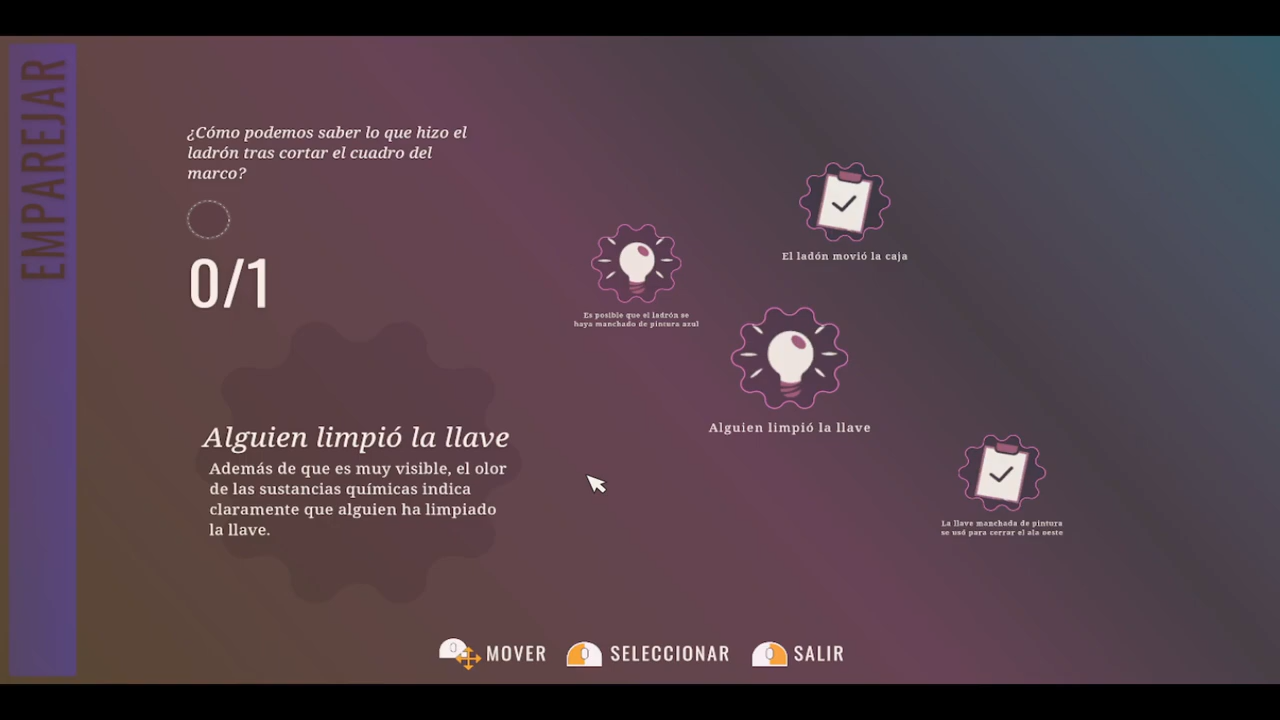 EMPAREJAR
¿Cómo podemos saber lo que hizo el
ladrón tras cortar el cuadro del
marco?
0/1
El ladón movió la caja
Es posible que el ladrón se
haya manchado de pintura azul
Alguien limpió la llave
Alguien limpió la llave
Además de que es muy visible, el olor
de las sustancias químicas indica
claramente que alguien ha limpiado
la llave.
La llave manchada de pintura
se usó para cerrar el ala oeste
MOVER SELECCIONAR SALIR